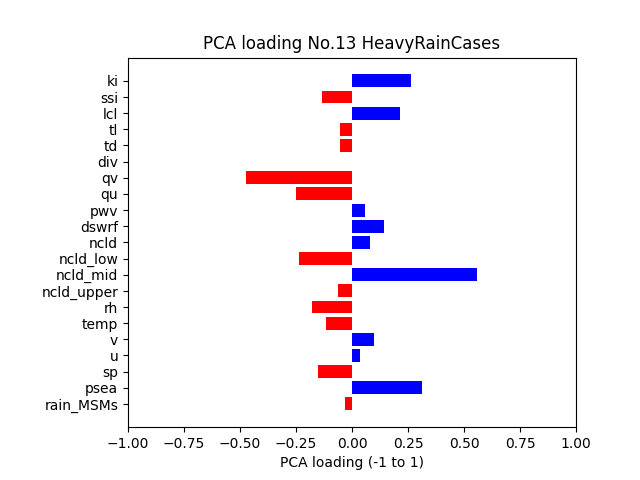 PCA loading No.13 HeavyRainCases
ki
ssi
lcl
tl
td
div
qv
qu
pwv
dswrf
ncld
ncld_low
ncld_mid
ncld_upper
rh
temp
v
u
sp
psea
rain_MSMs
−1.00 −0.75 −0.50 −0.25 0.00 0.25 0.50 0.75 1.00
PCA loading (-1 to 1)